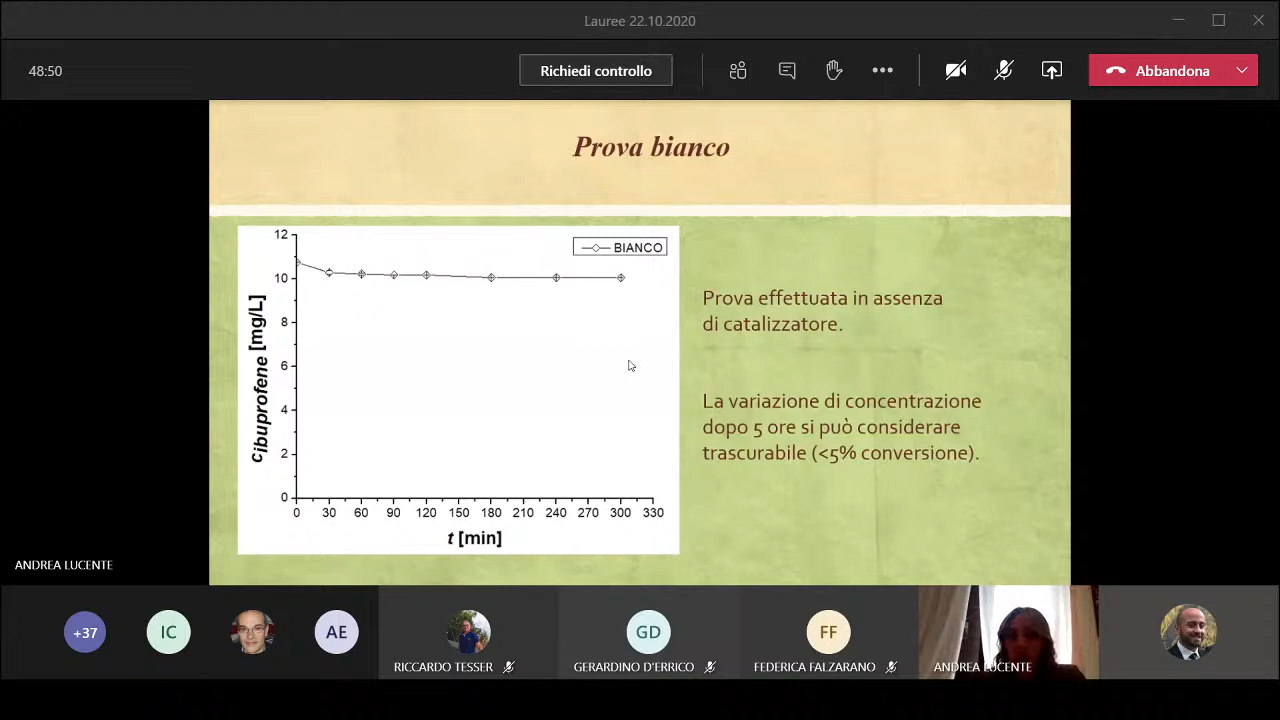 Lauree 22.10.2020
48:50
Richiedi controllo
Abbandona
Prova bianco
12
10
8
6
4
2
0
cibuprofene [mg/L]
BIANCO
0 30 60 90 120 150 180 210 240 270 300 330
t [min]
Prova effettuata in assenza
di catalizzatore.
La variazione di concentrazione
dopo 5 ore si può considerare
trascurabile (<5% conversione).
ANDREA LUCENTE
+37
IC
AE
RICCARDO TESSER
GD
GERARDINO D'ERRICO
FF
FEDERICA FALZARANO
ANDREA LUCENTE